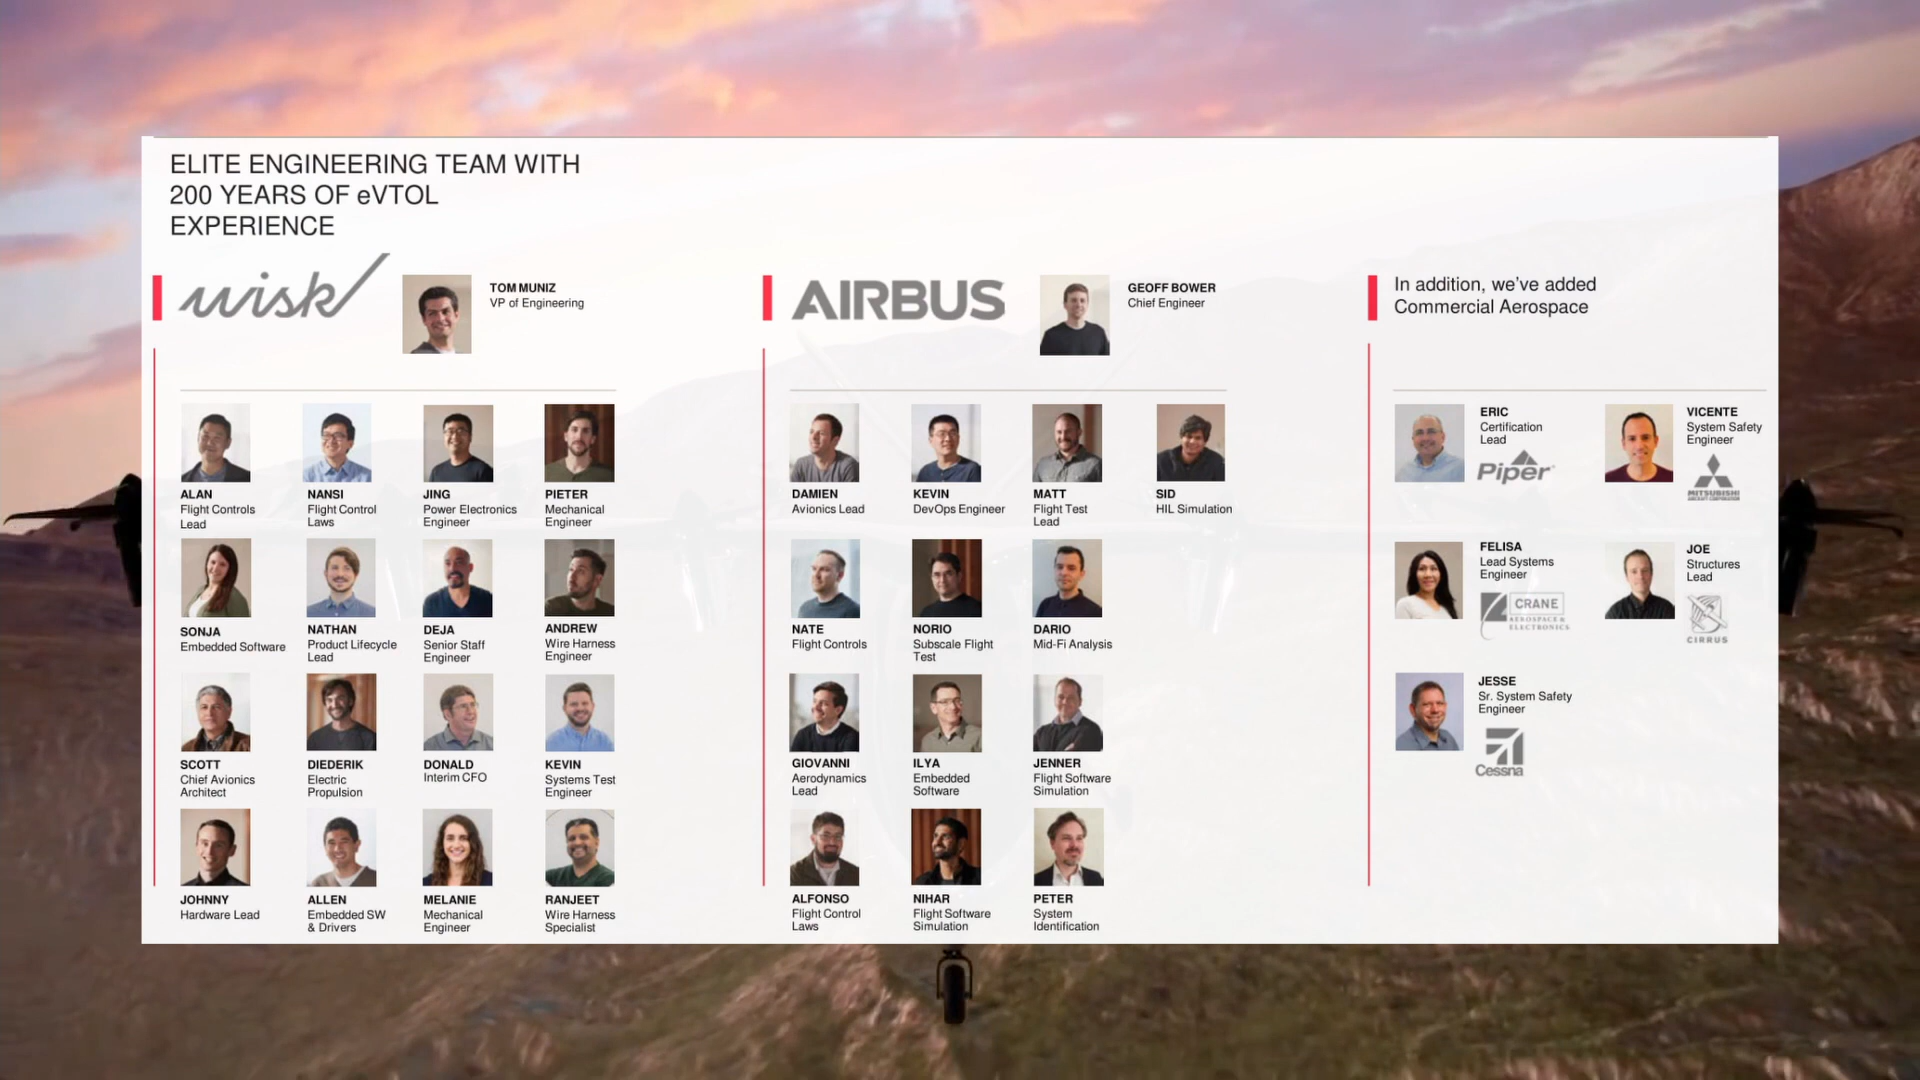 ELITE ENGINEERING TEAM WITH
200 YEARS OF eVTOL
EXPERIENCE
wisk
TOM MUNIZ
VP of Engineering
ALAN
Flight Controls
Lead
NANSI
Flight Control
Laws
JING
Power Electronics
Engineer
PIETER
Mechanical
Engineer
SONJA
Embedded Software
NATHAN
Product Lifecycle
Lead
DEJA
Senior Staff
Engineer
ANDREW
Wire Harness
Engineer
SCOTT
Chief Avionics
Architect
DIEDERIK
Electric
Propulsion
DONALD
Interim CFO
KEVIN
Systems Test
Engineer
JOHNNY
Hardware Lead
ALLEN
Embedded SW
& Drivers
MELANIE
Mechanical
Engineer
RANJEET
Wire Harness
Specialist
AIRBUS
GEOFF BOWER
Chief Engineer
DAMIEN
Avionics Lead
KEVIN
DevOps Engineer
MATT
Flight Test
Lead
SID
HIL Simulation
NATE
Flight Controls
NORIO
Subscale Flight
Test
DARIO
Mid-Fi Analysis
GIOVANNI
Aerodynamics
Lead
ILYA
Embedded
Software
JENNER
Flight Software
Simulation
ALFONSO
Flight Control
Laws
NIHAR
Flight Software
Simulation
PETER
System
Identification
In addition, we've added
Commercial Aerospace
ERIC
Certification
Lead
Piper
VICENTE
System Safety
Engineer
MITSUBISHI
AIRCRAFT CORPORATION
FELISA
Lead Systems
Engineer
CRANE
AEROSPACE &
ELECTRONICS
JOE
Structures
Lead
CIRRUS
JESSE
Sr. System Safety
Engineer
Cessna